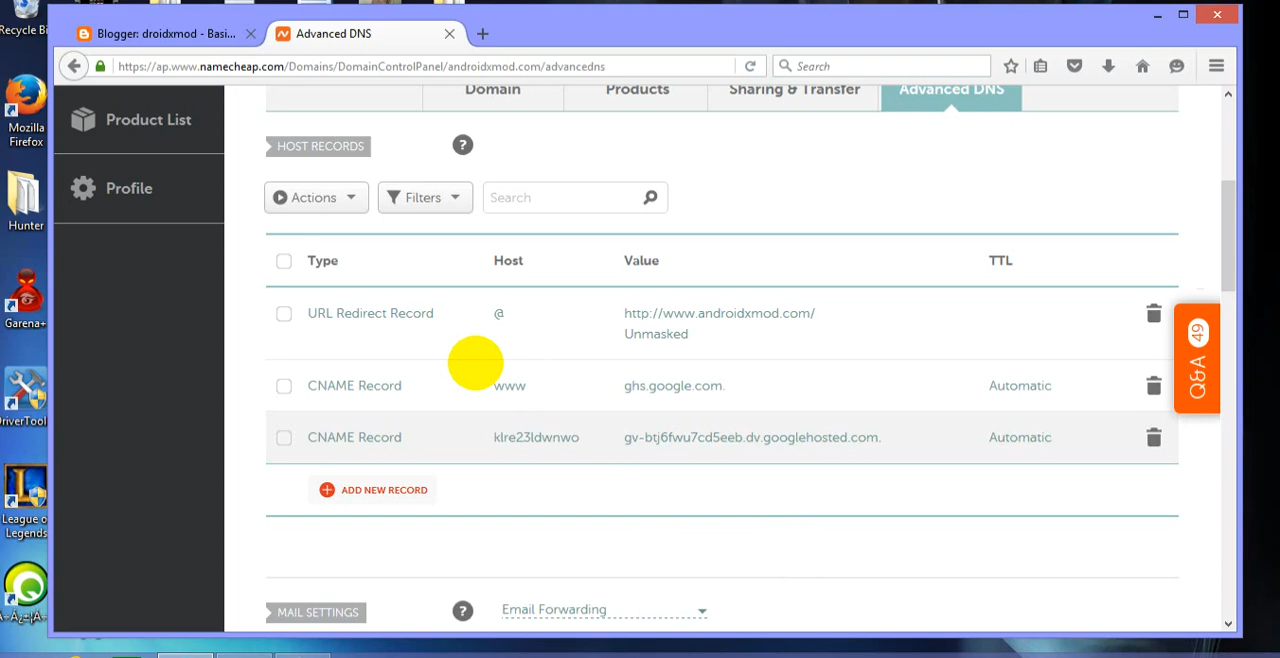 Recycle Bi
Blogger: droidxmod - Basi...
Advanced DNS
https://ap.www.namecheap.com/Domains/DomainControlPanel/androidxmod.com/advancedns
Search
Mozilla
Firefox
Hunter
Garena+
DriverTool
League o
Legends
Product List
Profile
Domain
Products
Sharing & Transfer
Advanced DNS
HOST RECORDS
?
Actions
Filters
Search
Type Host Value TTL
URL Redirect Record @ http://www.androidxmod.com/
Unmasked
CNAME Record www ghs.google.com. Automatic
CNAME Record klre23ldwnwo gv-btj6fwu7cd5eeb.dv.googlehosted.com. Automatic
ADD NEW RECORD
MAIL SETTINGS
?
Email Forwarding
Q&A 49